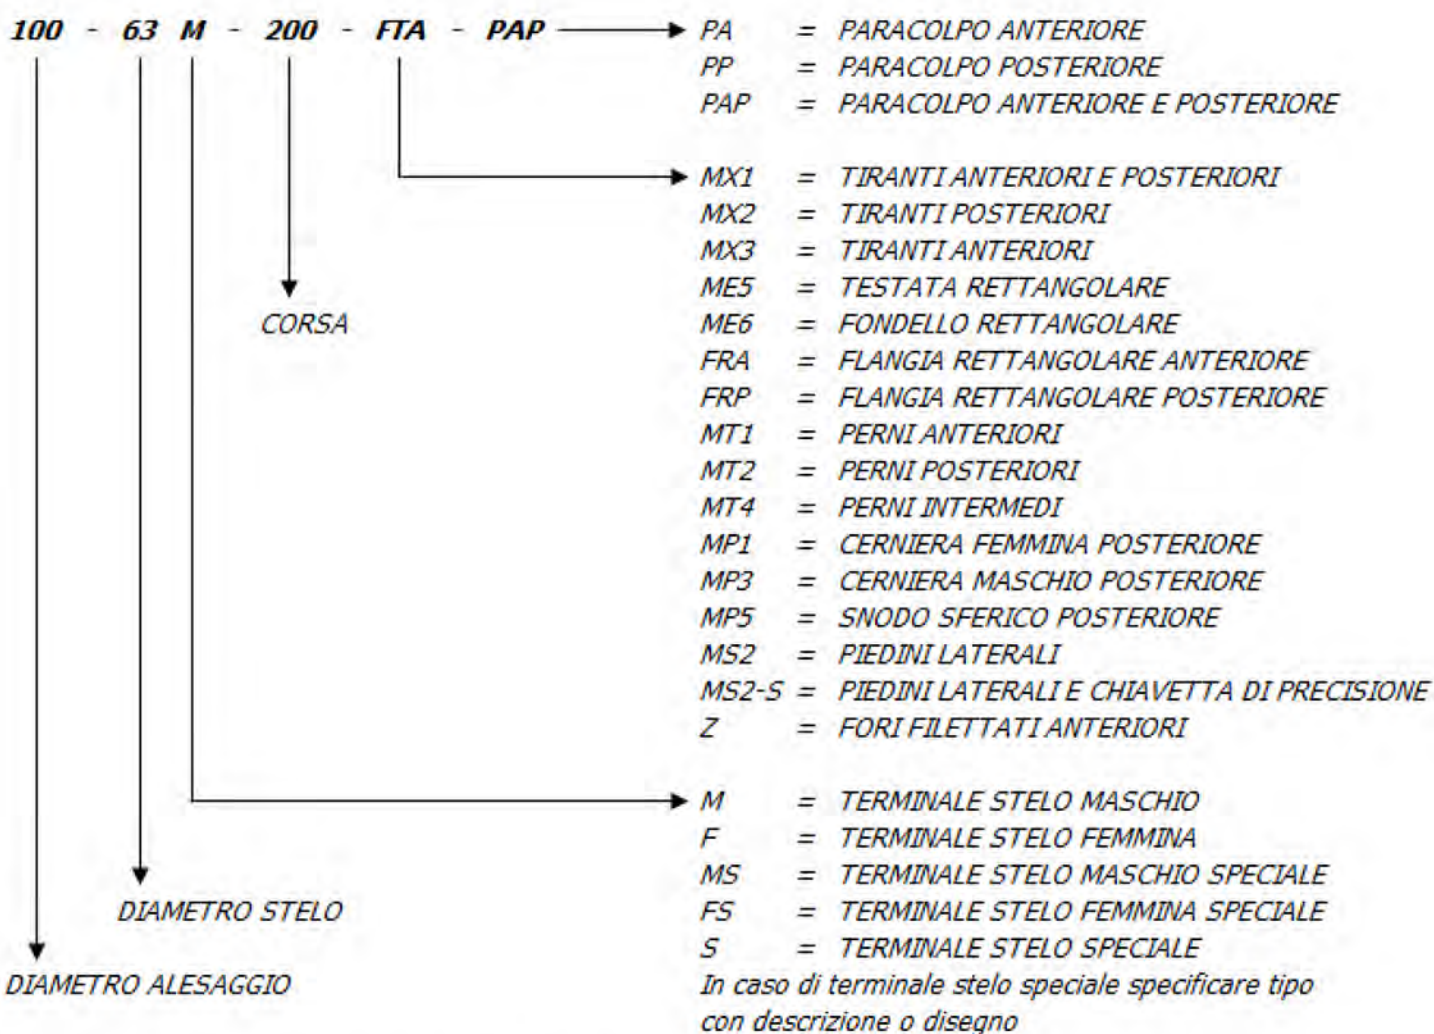 100 - 63 M - 200 - FTA - PAP
PA = PARACOLPO ANTERIORE
PP = PARACOLPO POSTERIORE
PAP = PARACOLPO ANTERIORE E POSTERIORE
MX1 = TIRANTI ANTERIORI E POSTERIORI
MX2 = TIRANTI POSTERIORI
MX3 = TIRANTI ANTERIORI
ME5 = TESTATA RETTANGOLARE
ME6 = FONDELLO RETTANGOLARE
FRA = FLANGIA RETTANGOLARE ANTERIORE
FRP = FLANGIA RETTANGOLARE POSTERIORE
MT1 = PERNI ANTERIORI
MT2 = PERNI POSTERIORI
MT4 = PERNI INTERMEDI
MP1 = CERNIERA FEMMINA POSTERIORE
MP3 = CERNIERA MASCHIO POSTERIORE
MP5 = SNODO SFERICO POSTERIORE
MS2 = PIEDINI LATERALI
MS2-S = PIEDINI LATERALI E CHIAVETTA DI PRECISIONE
Z = FORI FILETTATI ANTERIORI
CORSA
M = TERMINALE STELO MASCHIO
F = TERMINALE STELO FEMMINA
MS = TERMINALE STELO MASCHIO SPECIALE
FS = TERMINALE STELO FEMMINA SPECIALE
S = TERMINALE STELO SPECIALE
In caso di terminale stelo speciale specificare tipo
con descrizione o disegno
DIAMETRO STELO
DIAMETRO ALESAGGIO